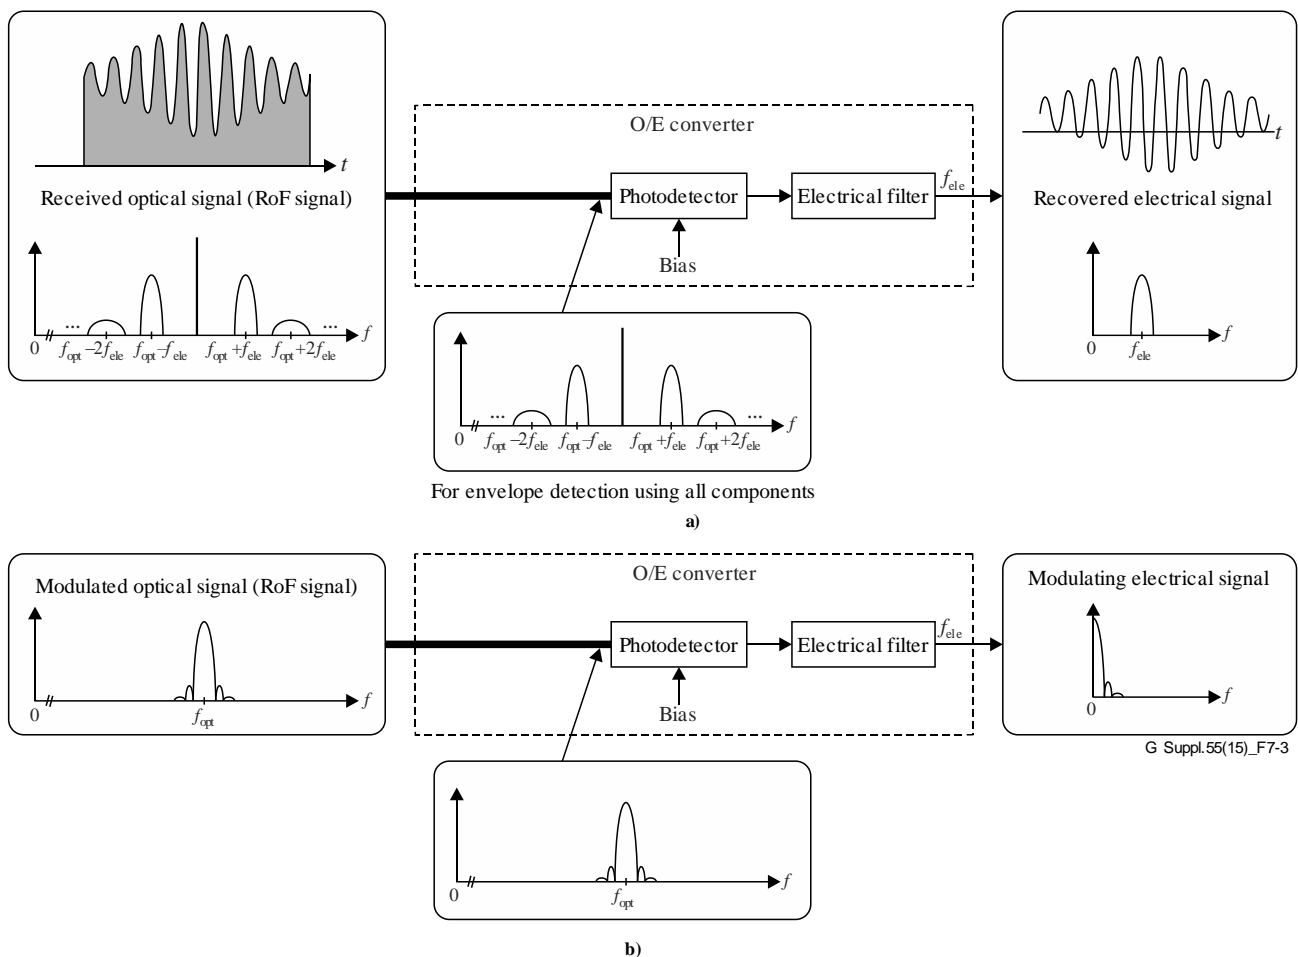 t
Received optical signal (RoF signal)
0 ... f_opt −2f_ele f_opt−f_ele f_opt +f_ele f_opt+2f_ele ... f
O/E converter
Photodetector
Electrical filter
f_ele
Bias
t
Recovered electrical signal
0 f_ele f
0 ... f_opt −2f_ele f_opt−f_ele f_opt +f_ele f_opt+2f_ele ... f
For envelope detection using all components
a)
Modulated optical signal (RoF signal)
0 f_opt f
O/E converter
Photodetector
Electrical filter
f_ele
Bias
Modulating electrical signal
0 f
G Suppl.55(15)_F7-3
0 f_opt f
b)